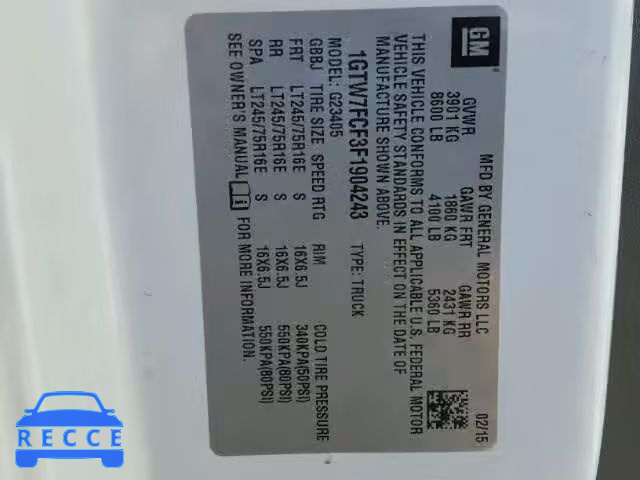 GM
MFD BY GENERAL MOTORS LLC 02/15
GVWR GAWR FRT GAWR RR
3901 KG 1860 KG 2431 KG
8600 LB 4100 LB 5360 LB
THIS VEHICLE CONFORMS TO ALL APPLICABLE U.S. FEDERAL MOTOR
VEHICLE SAFETY STANDARDS IN EFFECT ON THE DATE OF
MANUFACTURE SHOWN ABOVE.
1GTW7FCF3F1904243 TYPE: TRUCK
MODEL: G23405
GBBJ TIRE SIZE SPEED RTG RIM COLD TIRE PRESSURE
FRT LT245/75R16E S 16X6.5J 340KPA(50PSI)
RR LT245/75R16E S 16X6.5J 550KPA(80PSI)
SPA LT245/75R16E S 16X6.5J 550KPA(80PSI)
SEE OWNER'S MANUAL i FOR MORE INFORMATION.
RECCE